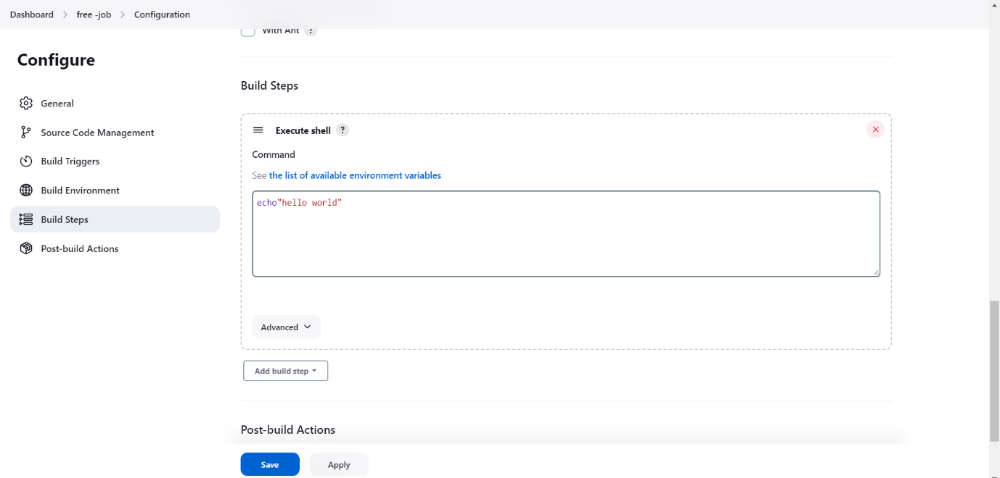 Dashboard > free -job > Configuration
With Ant ?
Configure
General
Source Code Management
Build Triggers
Build Environment
Build Steps
Post-build Actions
Build Steps
Execute shell ?
Command
See the list of available environment variables
echo"hello world"
Advanced
Add build step
Post-build Actions
Save Apply